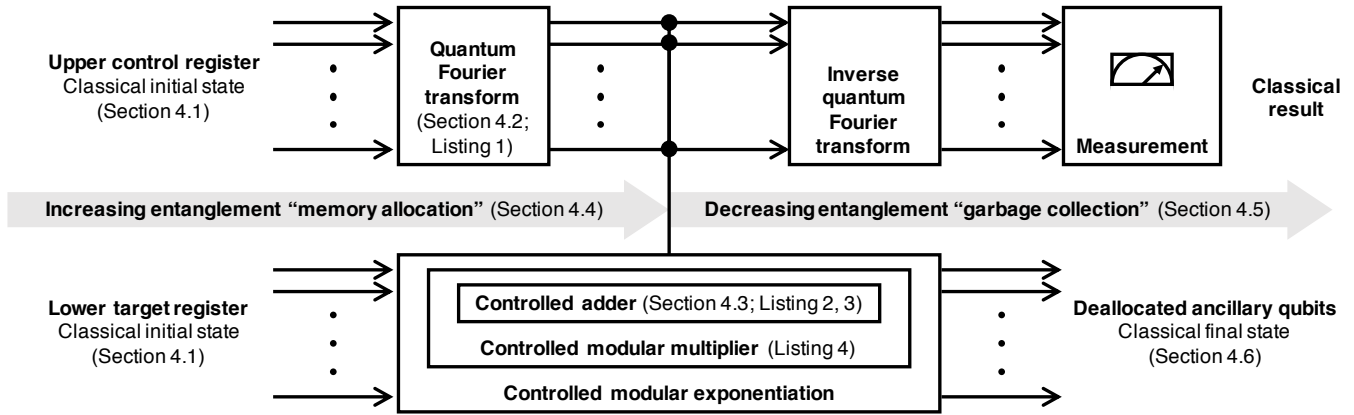 Upper control register
Classical initial state
(Section 4.1)
Quantum
Fourier
transform
(Section 4.2;
Listing 1)
Inverse
quantum
Fourier
transform
Measurement
Classical
result
Increasing entanglement “memory allocation” (Section 4.4)
Decreasing entanglement “garbage collection” (Section 4.5)
Lower target register
Classical initial state
(Section 4.1)
Controlled adder (Section 4.3; Listing 2, 3)
Controlled modular multiplier (Listing 4)
Controlled modular exponentiation
Deallocated ancillary qubits
Classical final state
(Section 4.6)